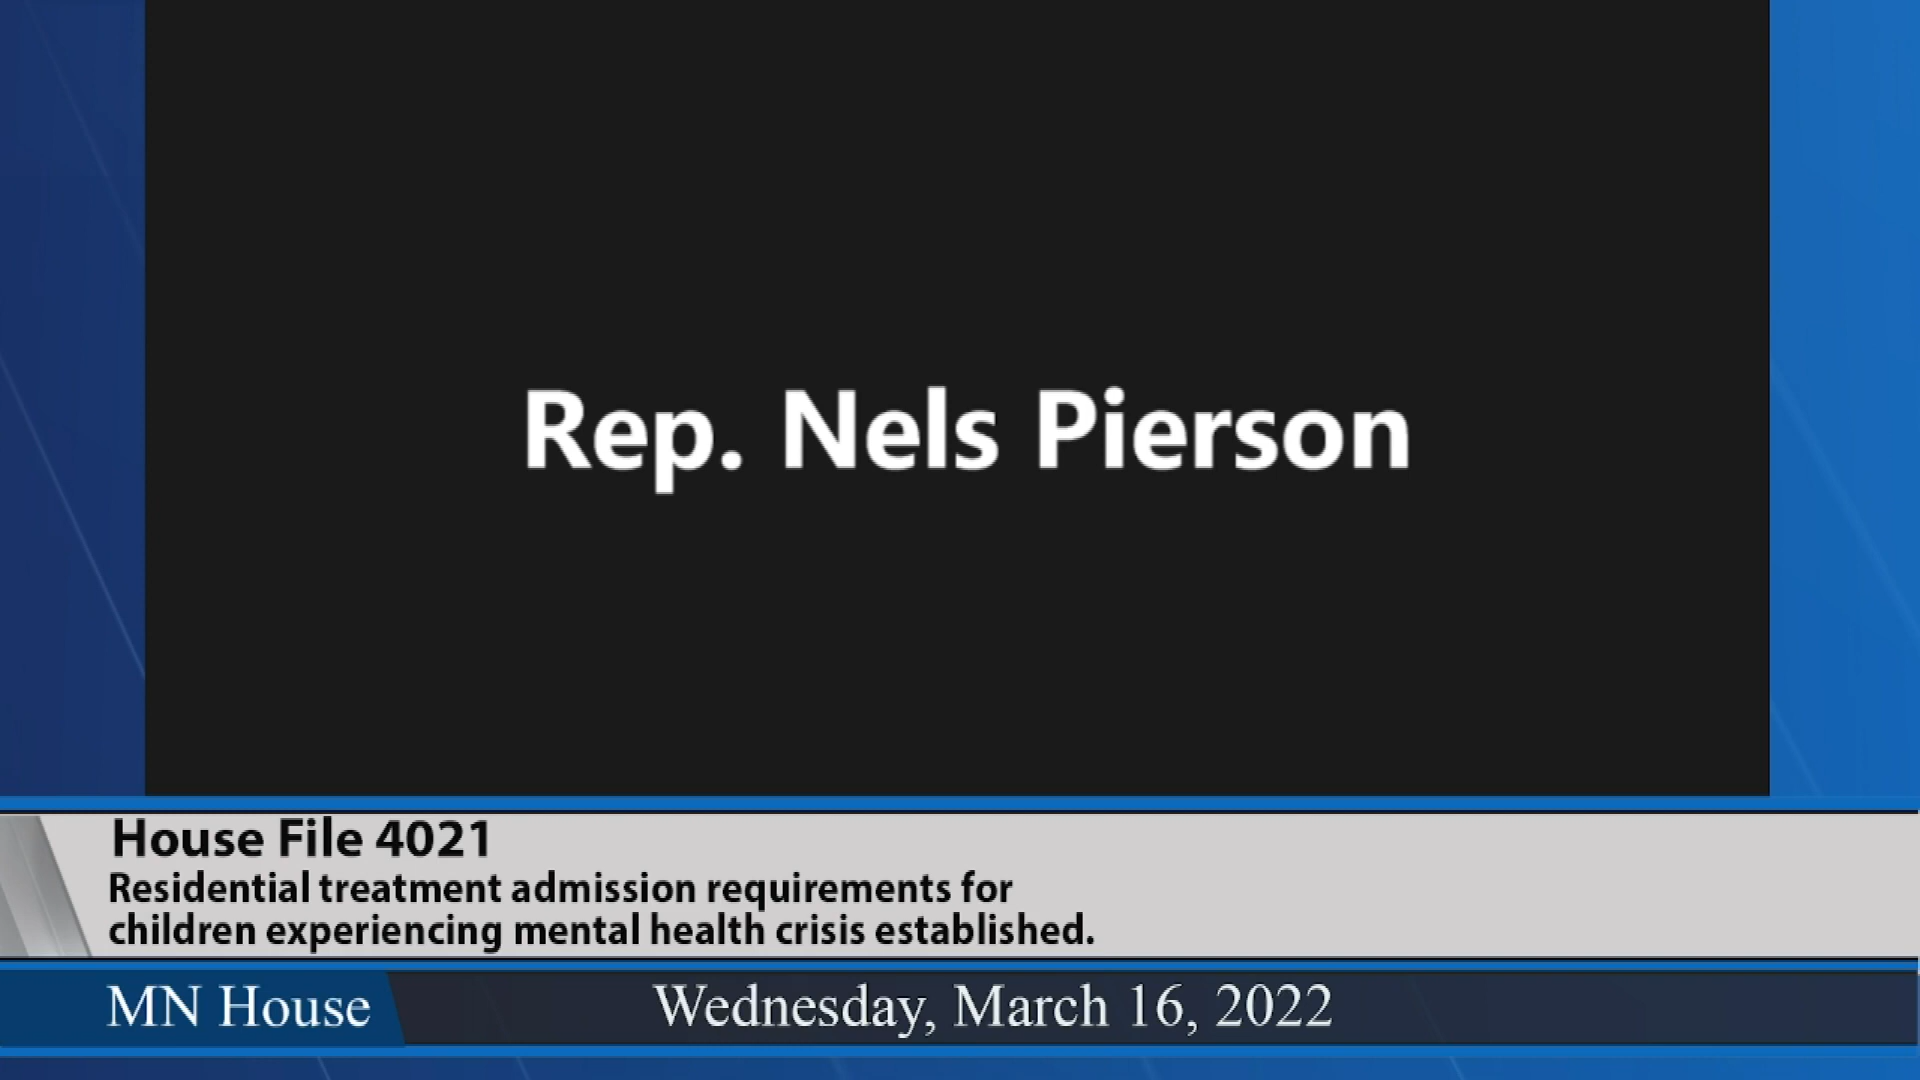 Rep. Nels Pierson
House File 4021
Residential treatment admission requirements for
children experiencing mental health crisis established.
MN House
Wednesday, March 16, 2022